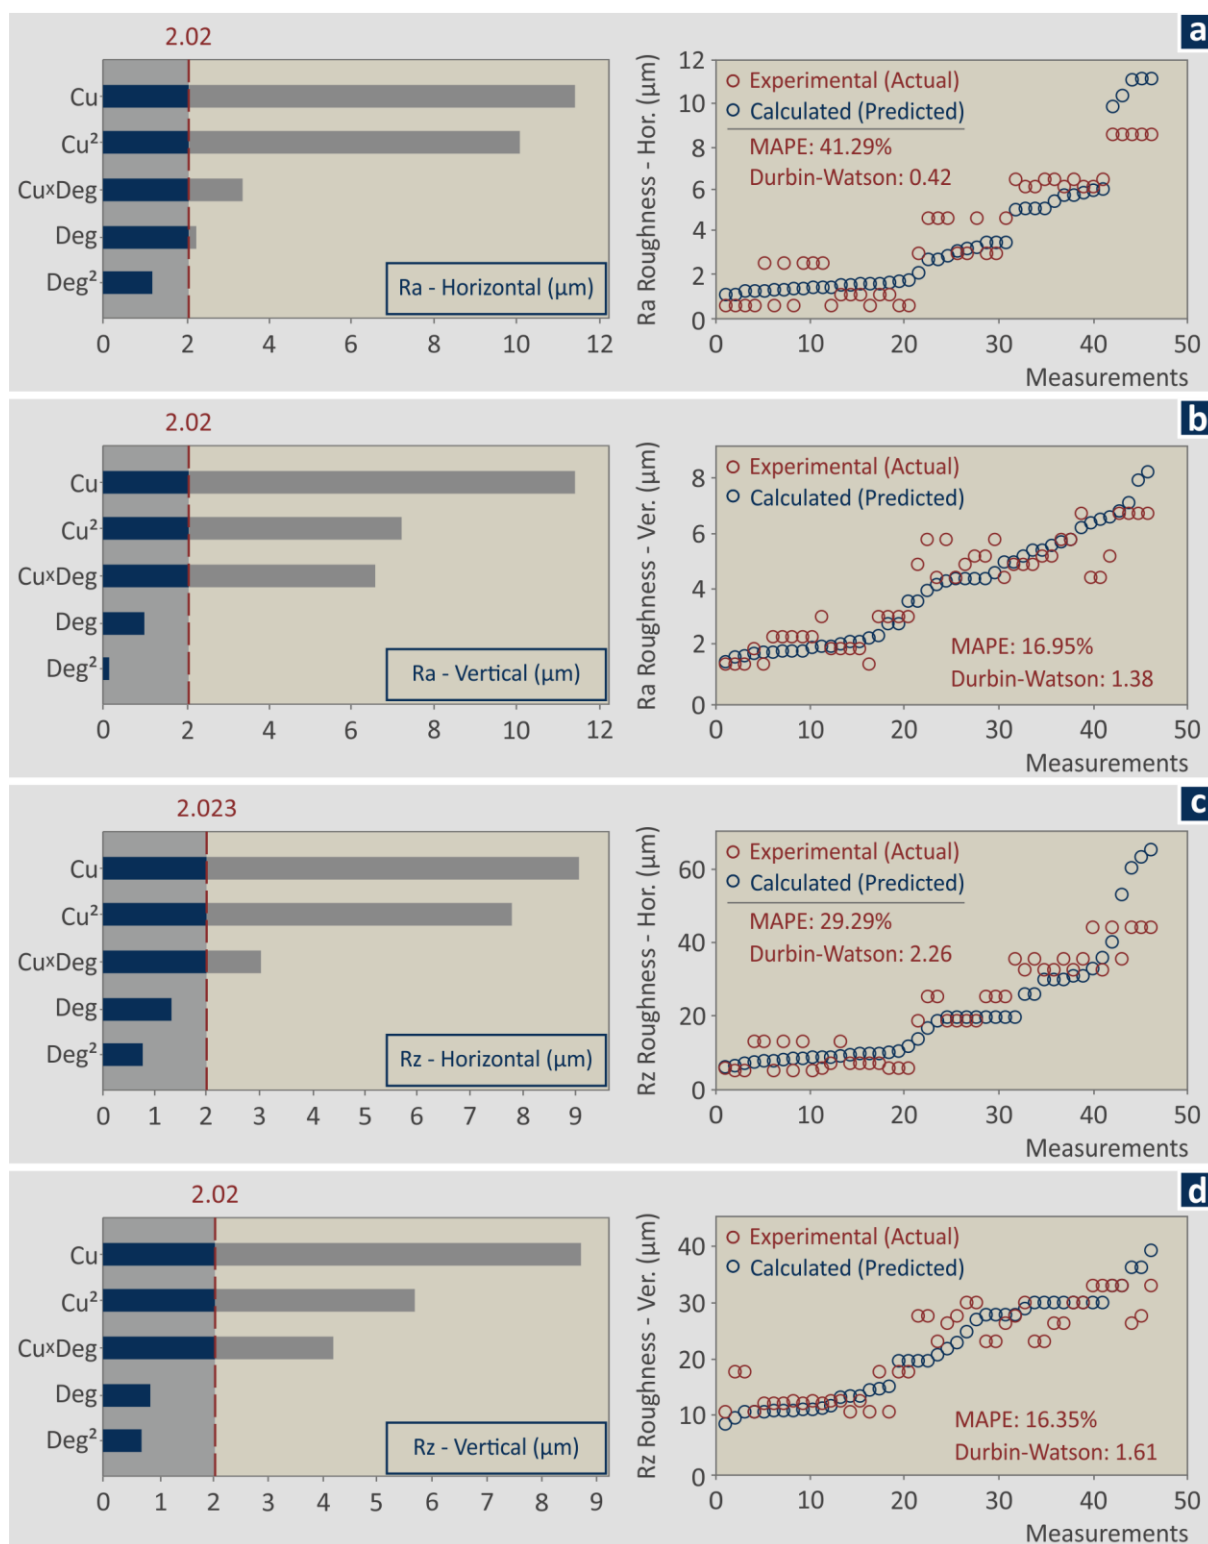 a
2.02
Cu
Cu²
CuˣDeg
Deg
Deg²
Ra - Horizontal (µm)
0 2 4 6 8 10 12
Ra Roughness - Hor. (µm)
12
10
8
6
4
2
0
Experimental (Actual)
Calculated (Predicted)
MAPE: 41.29%
Durbin-Watson: 0.42
0 10 20 30 40 50
Measurements
b
2.02
Cu
Cu²
CuˣDeg
Deg
Deg²
Ra - Vertical (µm)
0 2 4 6 8 10 12
Ra Roughness - Ver. (µm)
8
6
4
2
0
Experimental (Actual)
Calculated (Predicted)
MAPE: 16.95%
Durbin-Watson: 1.38
0 10 20 30 40 50
Measurements
c
2.023
Cu
Cu²
CuˣDeg
Deg
Deg²
Rz - Horizontal (µm)
0 1 2 3 4 5 6 7 8 9
Rz Roughness - Hor. (µm)
60
40
20
0
Experimental (Actual)
Calculated (Predicted)
MAPE: 29.29%
Durbin-Watson: 2.26
0 10 20 30 40 50
Measurements
d
2.02
Cu
Cu²
CuˣDeg
Deg
Deg²
Rz - Vertical (µm)
0 1 2 3 4 5 6 7 8 9
Rz Roughness - Ver. (µm)
40
30
20
10
0
Experimental (Actual)
Calculated (Predicted)
MAPE: 16.35%
Durbin-Watson: 1.61
0 10 20 30 40 50
Measurements